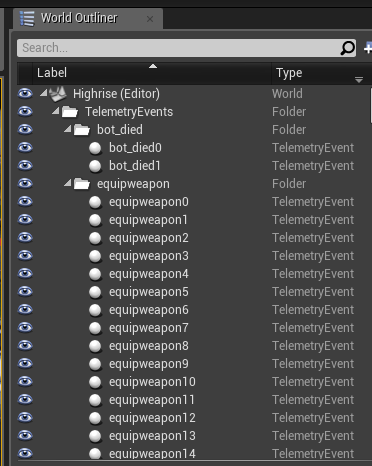 World Outliner
Search...
Label Type
Highrise (Editor) World
TelemetryEvents Folder
bot_died Folder
bot_died0 TelemetryEvent
bot_died1 TelemetryEvent
equipweapon Folder
equipweapon0 TelemetryEvent
equipweapon1 TelemetryEvent
equipweapon2 TelemetryEvent
equipweapon3 TelemetryEvent
equipweapon4 TelemetryEvent
equipweapon5 TelemetryEvent
equipweapon6 TelemetryEvent
equipweapon7 TelemetryEvent
equipweapon8 TelemetryEvent
equipweapon9 TelemetryEvent
equipweapon10 TelemetryEvent
equipweapon11 TelemetryEvent
equipweapon12 TelemetryEvent
equipweapon13 TelemetryEvent
equipweapon14 TelemetryEvent